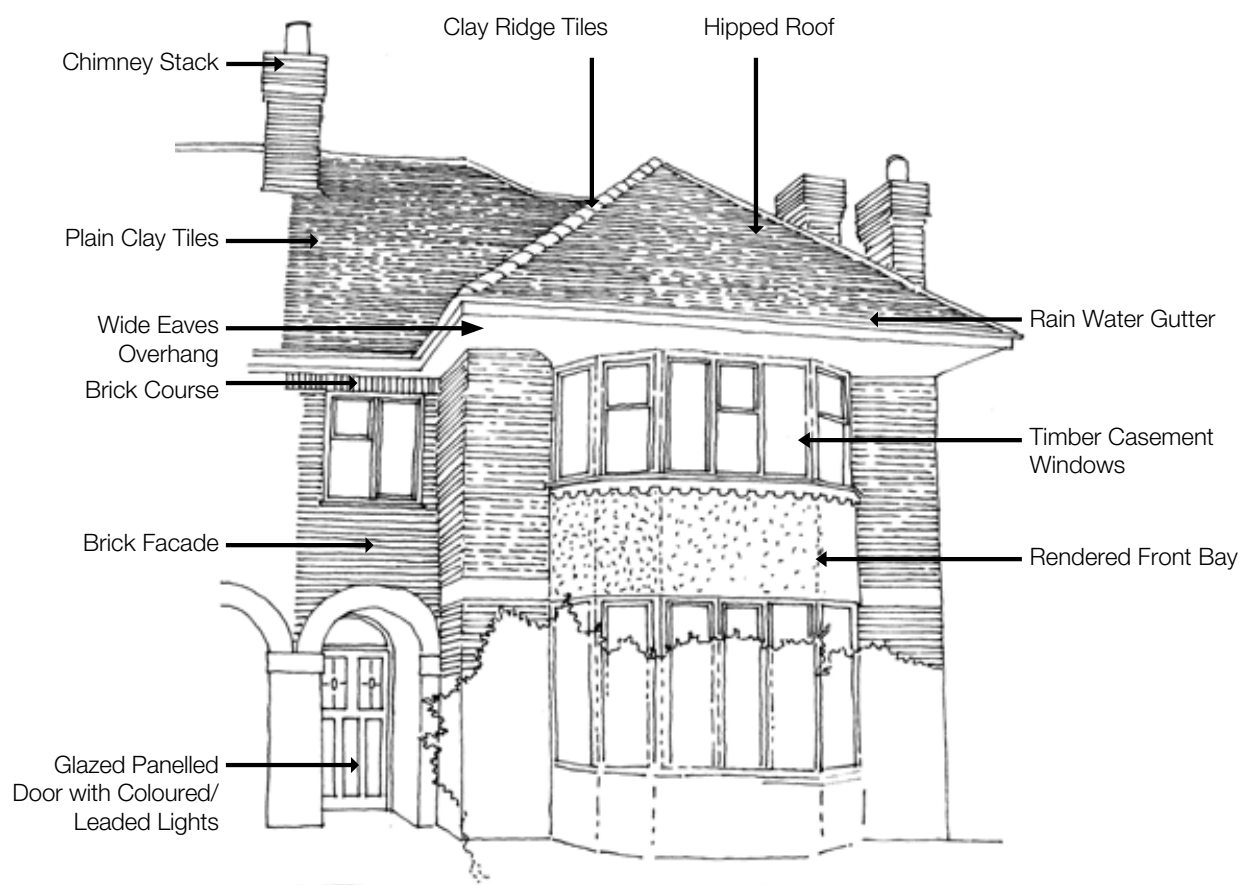 Clay Ridge Tiles
Hipped Roof
Chimney Stack
Plain Clay Tiles
Wide Eaves
Overhang
Brick Course
Brick Facade
Glazed Panelled
Door with Coloured/
Leaded Lights
Rain Water Gutter
Timber Casement
Windows
Rendered Front Bay